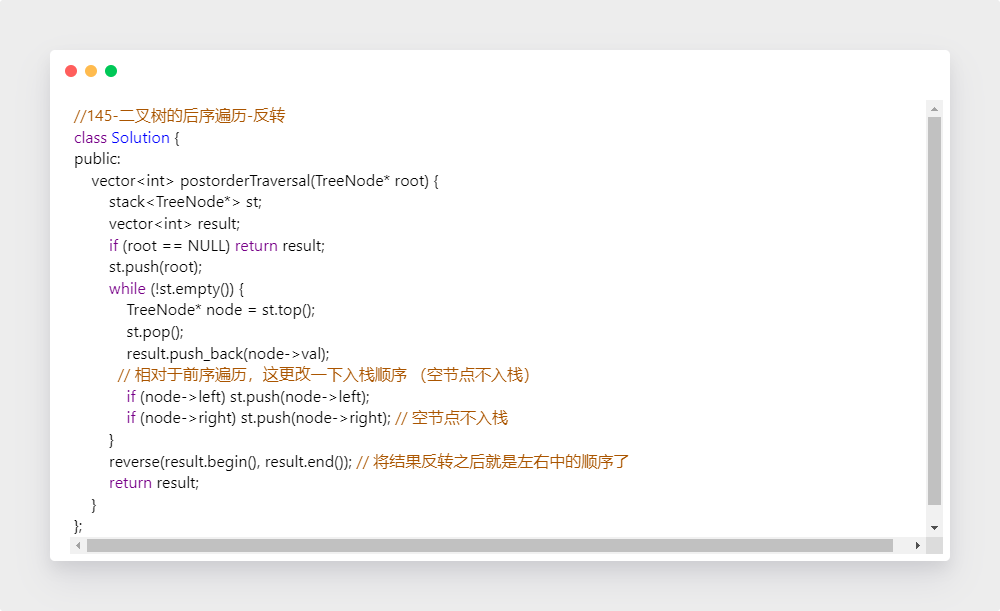 //145-二叉树的后序遍历-反转
class Solution {
public:
    vector<int> postorderTraversal(TreeNode* root) {
        stack<TreeNode*> st;
        vector<int> result;
        if (root == NULL) return result;
        st.push(root);
        while (!st.empty()) {
            TreeNode* node = st.top();
            st.pop();
            result.push_back(node->val);
          // 相对于前序遍历，这更改一下入栈顺序 （空节点不入栈）
            if (node->left) st.push(node->left);
            if (node->right) st.push(node->right); // 空节点不入栈
        }
        reverse(result.begin(), result.end()); // 将结果反转之后就是左右中的顺序了
        return result;
    }
};